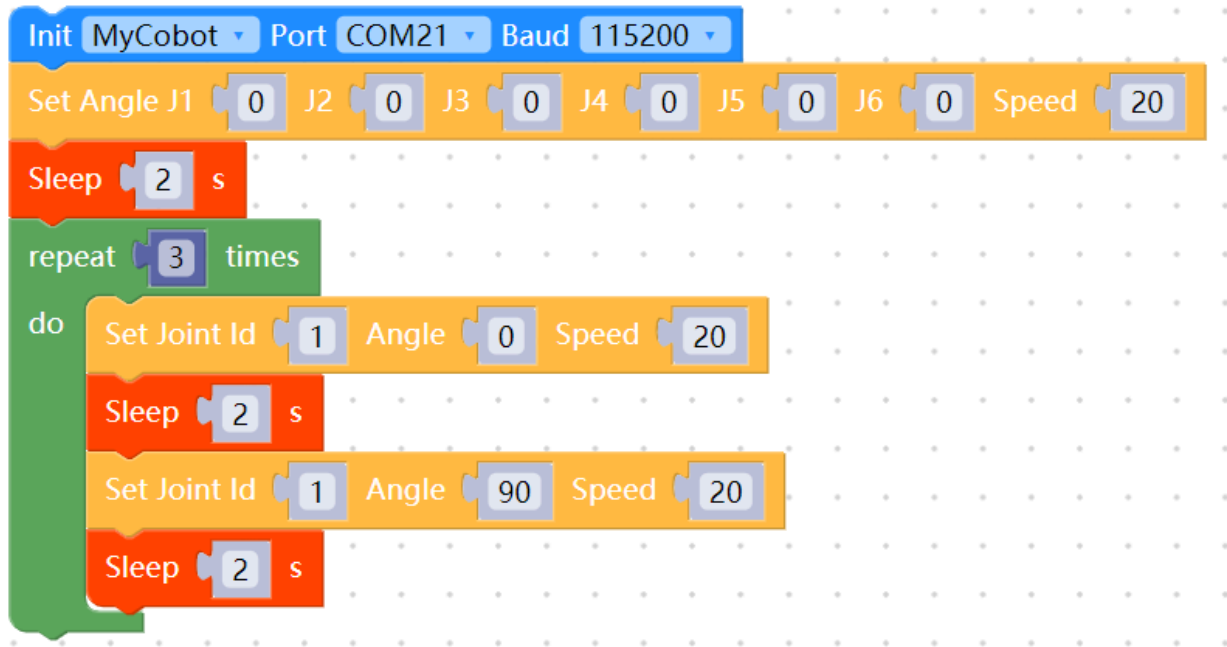 Init MyCobot Port COM21 Baud 115200
Set Angle J1 0 J2 0 J3 0 J4 0 J5 0 J6 0 Speed 20
Sleep 2 s
repeat 3 times
do Set Joint Id 1 Angle 0 Speed 20
Sleep 2 s
Set Joint Id 1 Angle 90 Speed 20
Sleep 2 s